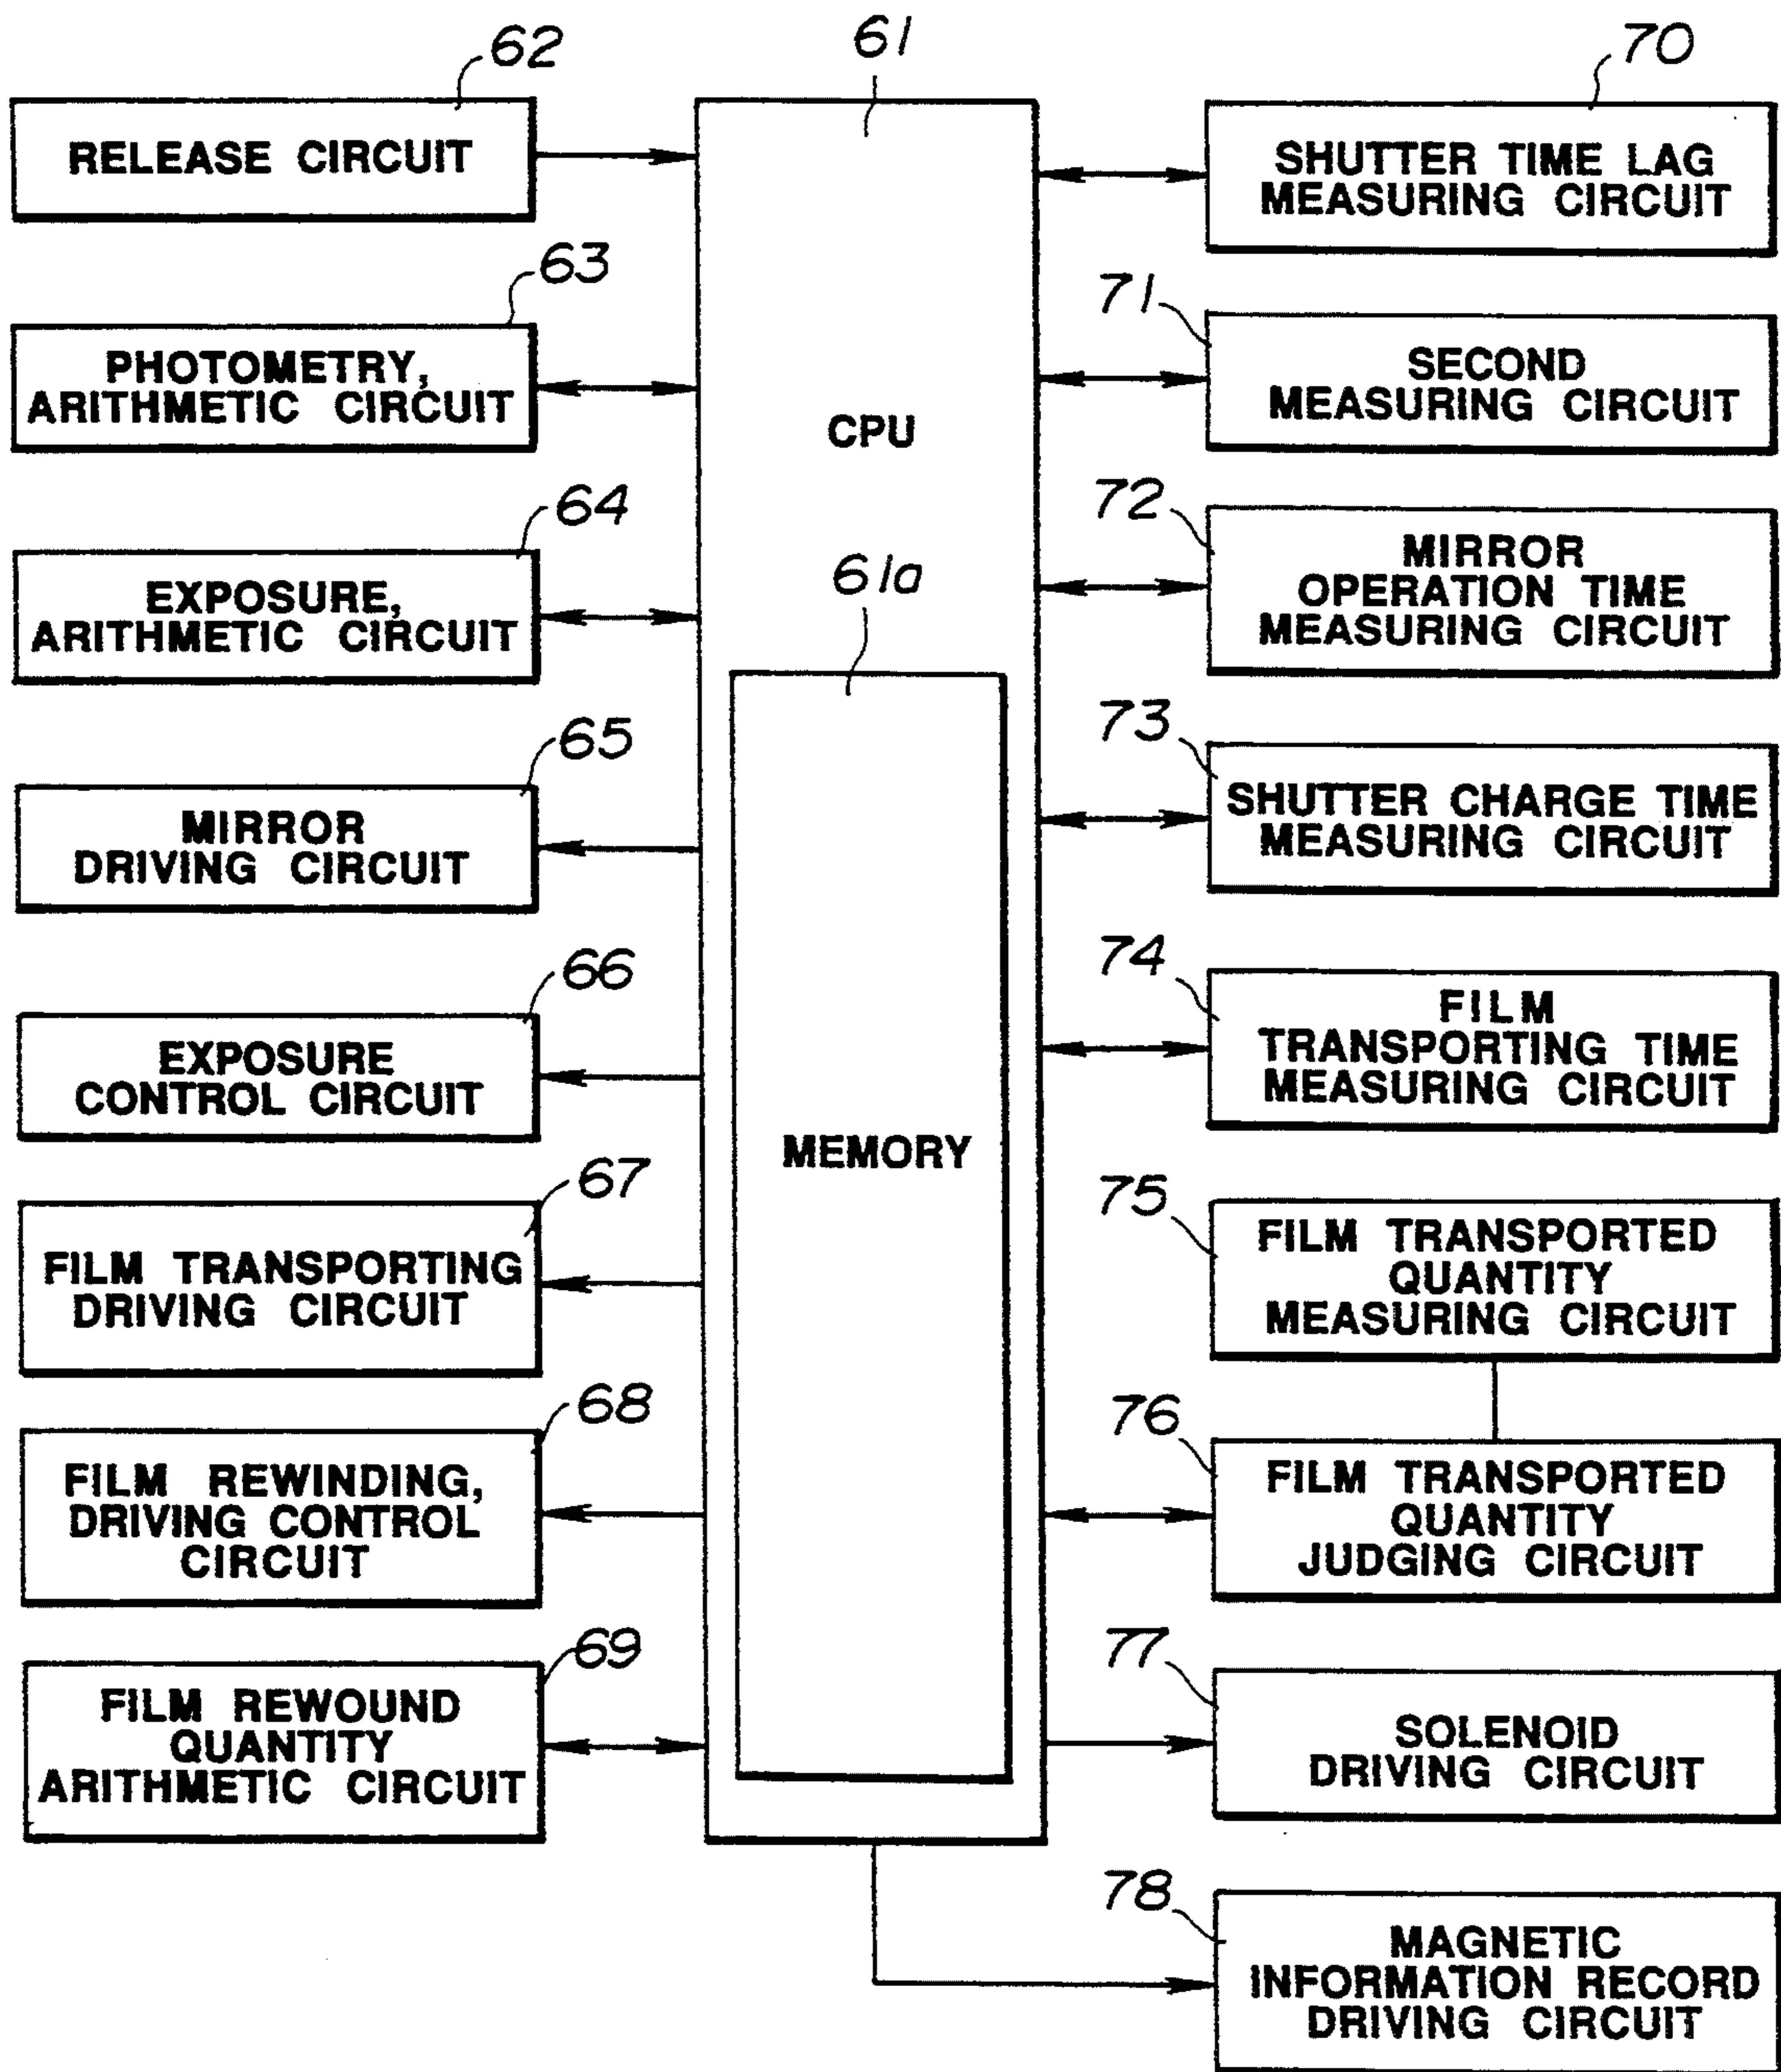 62
RELEASE CIRCUIT
63
PHOTOMETRY,
ARITHMETIC CIRCUIT
64
EXPOSURE,
ARITHMETIC CIRCUIT
65
MIRROR
DRIVING CIRCUIT
66
EXPOSURE
CONTROL CIRCUIT
67
FILM TRANSPORTING
DRIVING CIRCUIT
68
FILM REWINDING,
DRIVING CONTROL
CIRCUIT
69
FILM REWOUND
QUANTITY
ARITHMETIC CIRCUIT
61
CPU
61a
MEMORY
70
SHUTTER TIME LAG
MEASURING CIRCUIT
71
SECOND
MEASURING CIRCUIT
72
MIRROR
OPERATION TIME
MEASURING CIRCUIT
73
SHUTTER CHARGE TIME
MEASURING CIRCUIT
74
FILM
TRANSPORTING TIME
MEASURING CIRCUIT
75
FILM TRANSPORTED
QUANTITY
MEASURING CIRCUIT
76
FILM TRANSPORTED
QUANTITY
JUDGING CIRCUIT
77
SOLENOID
DRIVING CIRCUIT
78
MAGNETIC
INFORMATION RECORD
DRIVING CIRCUIT